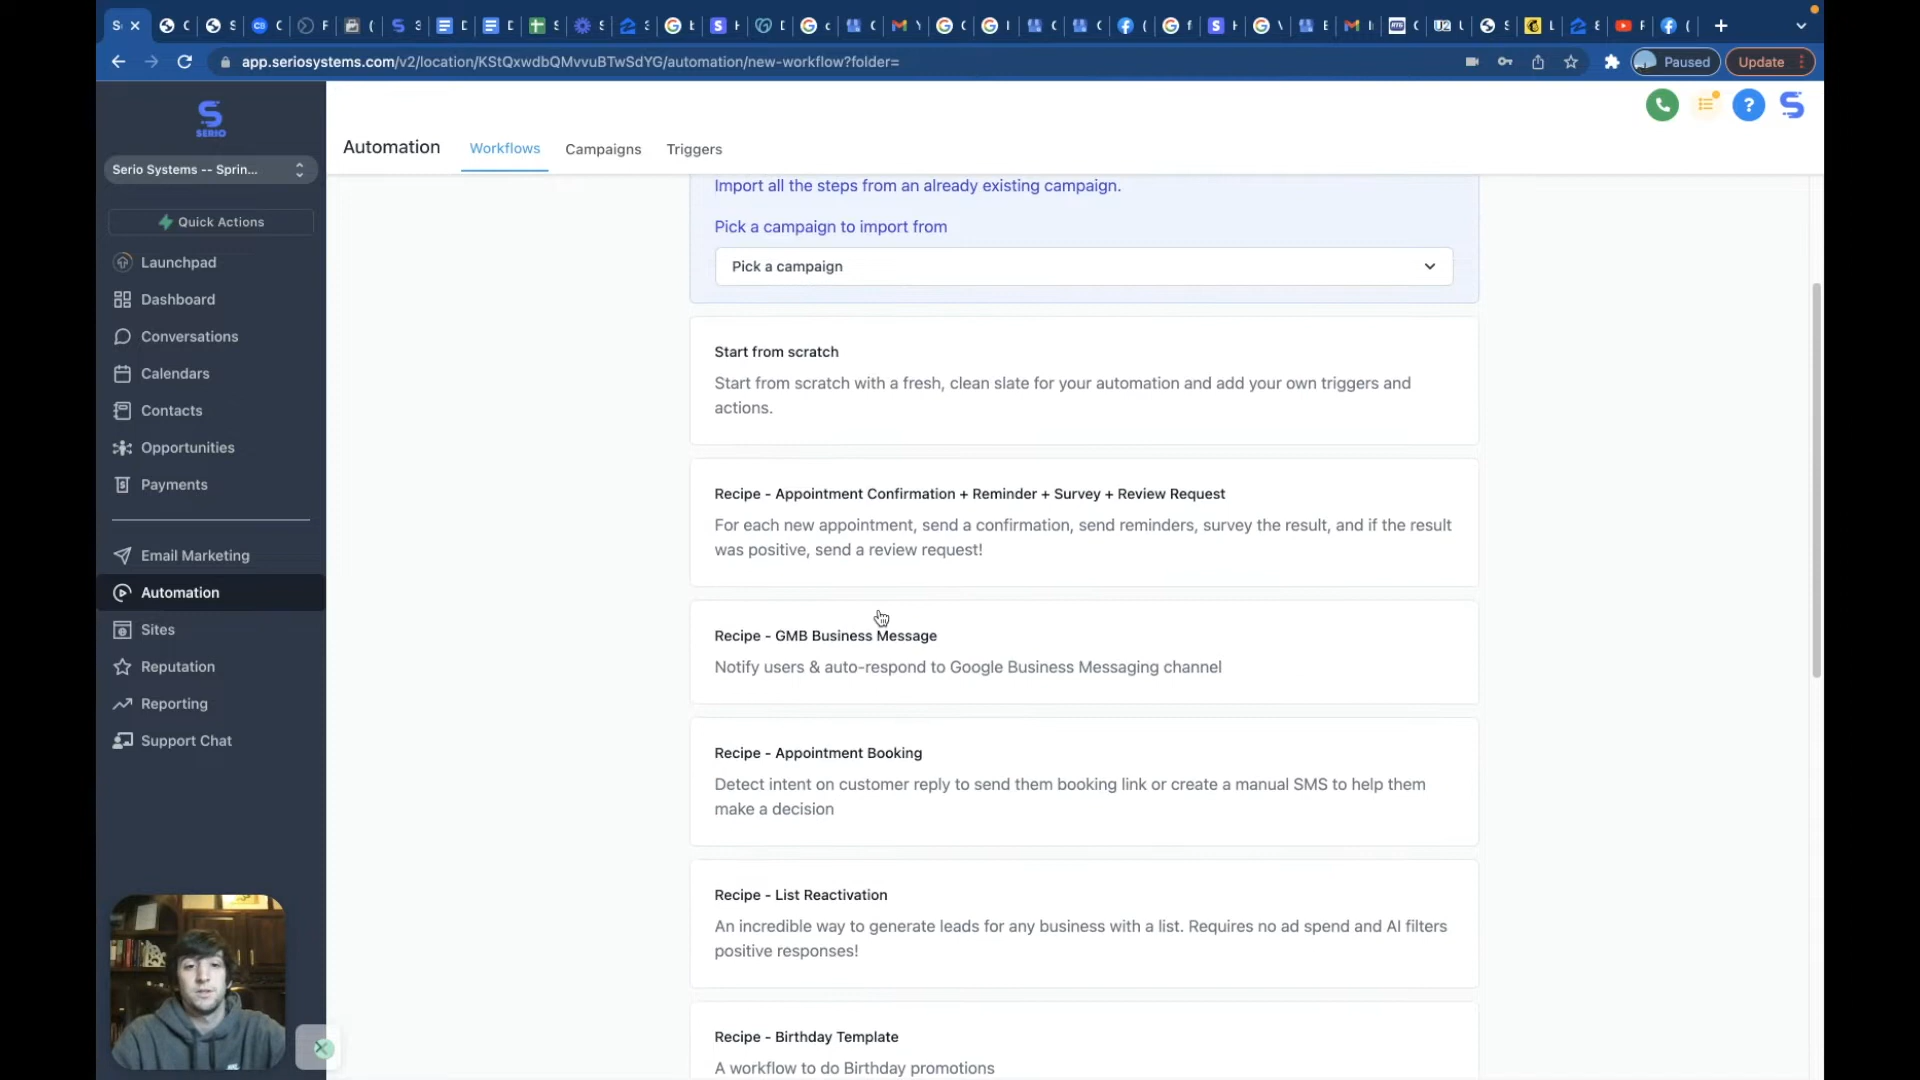 app.seriosystems.com/v2/location/KStQxwdbQMvvuBTwSdYG/automation/new-workflow?folder=
Paused
Update
SERIO
Serio Systems -- Sprin...
Quick Actions
Launchpad
Dashboard
Conversations
Calendars
Contacts
Opportunities
Payments
Email Marketing
Automation
Sites
Reputation
Reporting
Support Chat
Automation
Workflows
Campaigns
Triggers
Import all the steps from an already existing campaign.
Pick a campaign to import from
Pick a campaign
Start from scratch
Start from scratch with a fresh, clean slate for your automation and add your own triggers and
actions.
Recipe - Appointment Confirmation + Reminder + Survey + Review Request
For each new appointment, send a confirmation, send reminders, survey the result, and if the result
was positive, send a review request!
Recipe - GMB Business Message
Notify users & auto-respond to Google Business Messaging channel
Recipe - Appointment Booking
Detect intent on customer reply to send them booking link or create a manual SMS to help them
make a decision
Recipe - List Reactivation
An incredible way to generate leads for any business with a list. Requires no ad spend and AI filters
positive responses!
Recipe - Birthday Template
A workflow to do Birthday promotions